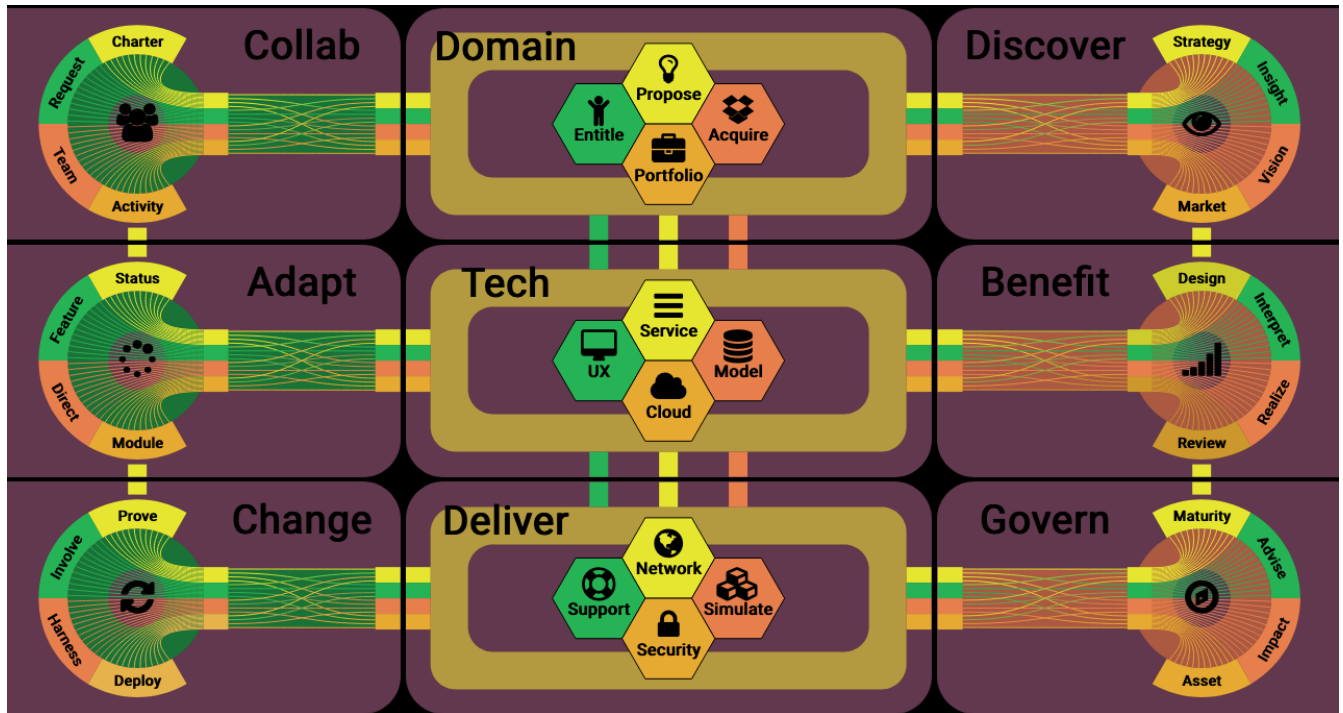 Collab
Charter
Request
Team
Activity
Domain
Propose
Entitle
Acquire
Portfolio
Discover
Strategy
Insight
Vision
Market
Adapt
Status
Feature
Direct
Module
Tech
Service
UX
Model
Cloud
Benefit
Design
Interpret
Realize
Review
Change
Prove
Involve
Harness
Deploy
Deliver
Network
Support
Simulate
Security
Govern
Maturity
Advise
Impact
Asset